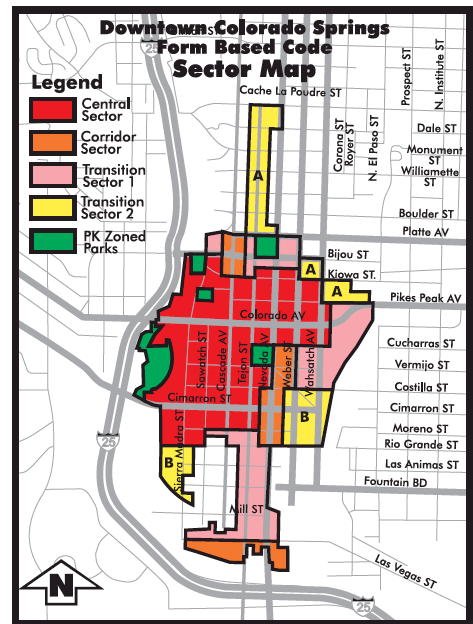 Downtown Colorado Springs
Form Based Code
Sector Map
25
Legend
Central
Sector
Corridor
Sector
Transition
Sector 1
Transition
Sector 2
PK Zoned
Parks
Cache La Poudre ST
Prospect ST
N. Institute ST
Corona ST
Royer ST
N. El Paso ST
Dale ST
Monument
ST
Willamette
ST
A
Boulder ST
Platte AV
Bijou ST
A
Kiowa ST.
A
Pikes Peak AV
Colorado AV
Sawatch ST
Cascade AV
Tejon ST
Nevada AV
Weber ST
Wahsatch AV
Cucharras ST
Vermijo ST
Costilla ST
Cimarron ST
Cimarron ST
B
Moreno ST
Rio Grande ST
25
Sierra Madra ST
B
Las Animas ST
Fountain BD
Mill ST
Las Vegas ST
N
25